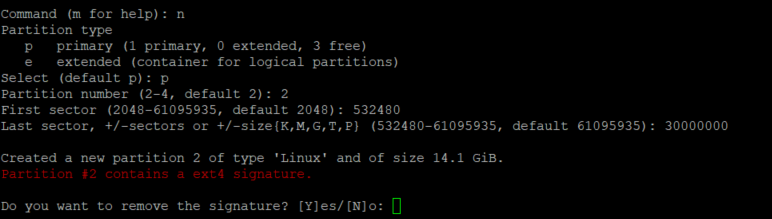 Command (m for help): n
Partition type
p primary (1 primary, 0 extended, 3 free)
e extended (container for logical partitions)
Select (default p): p
Partition number (2-4, default 2): 2
First sector (2048-61095935, default 2048): 532480
Last sector, +/-sectors or +/-size{K,M,G,T,P} (532480-61095935, default 61095935): 30000000
Created a new partition 2 of type 'Linux' and of size 14.1 GiB.
Partition #2 contains a ext4 signature.
Do you want to remove the signature? [Y]es/[N]o: